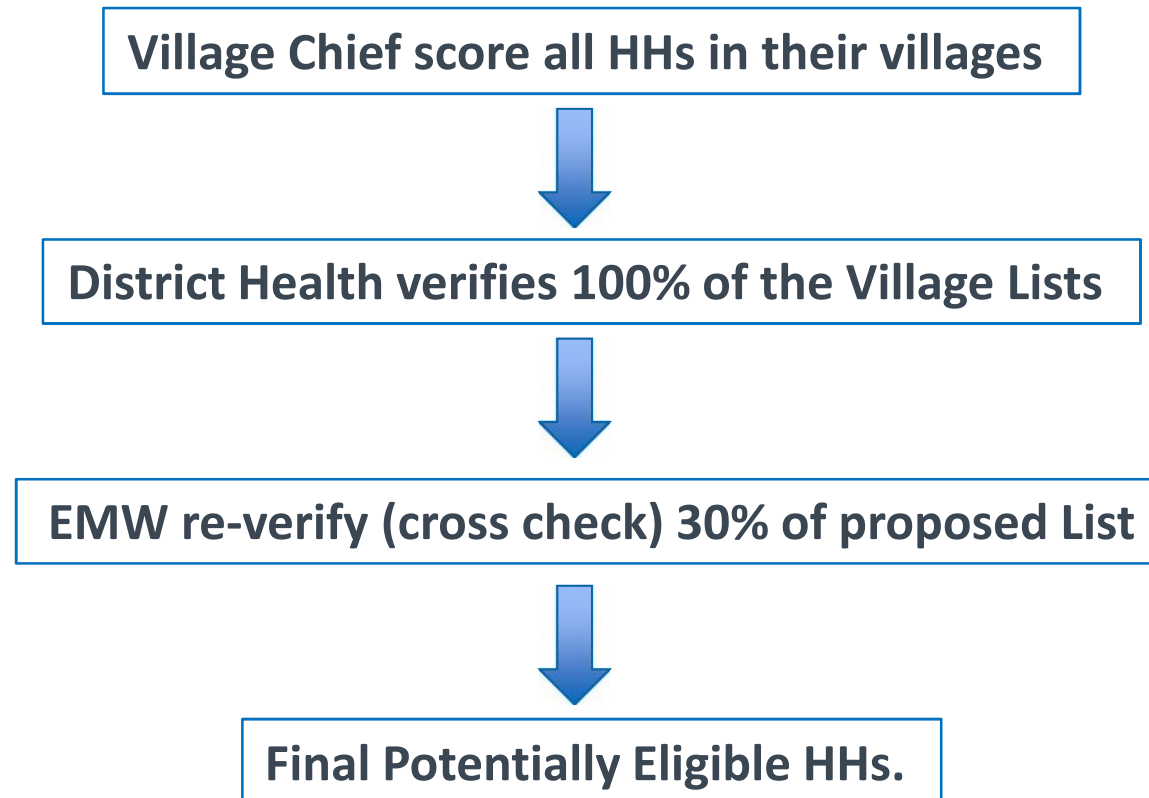 Village Chief score all HHs in their villages
District Health verifies 100% of the Village Lists
EMW re-verify (cross check) 30% of proposed List
Final Potentially Eligible HHs.